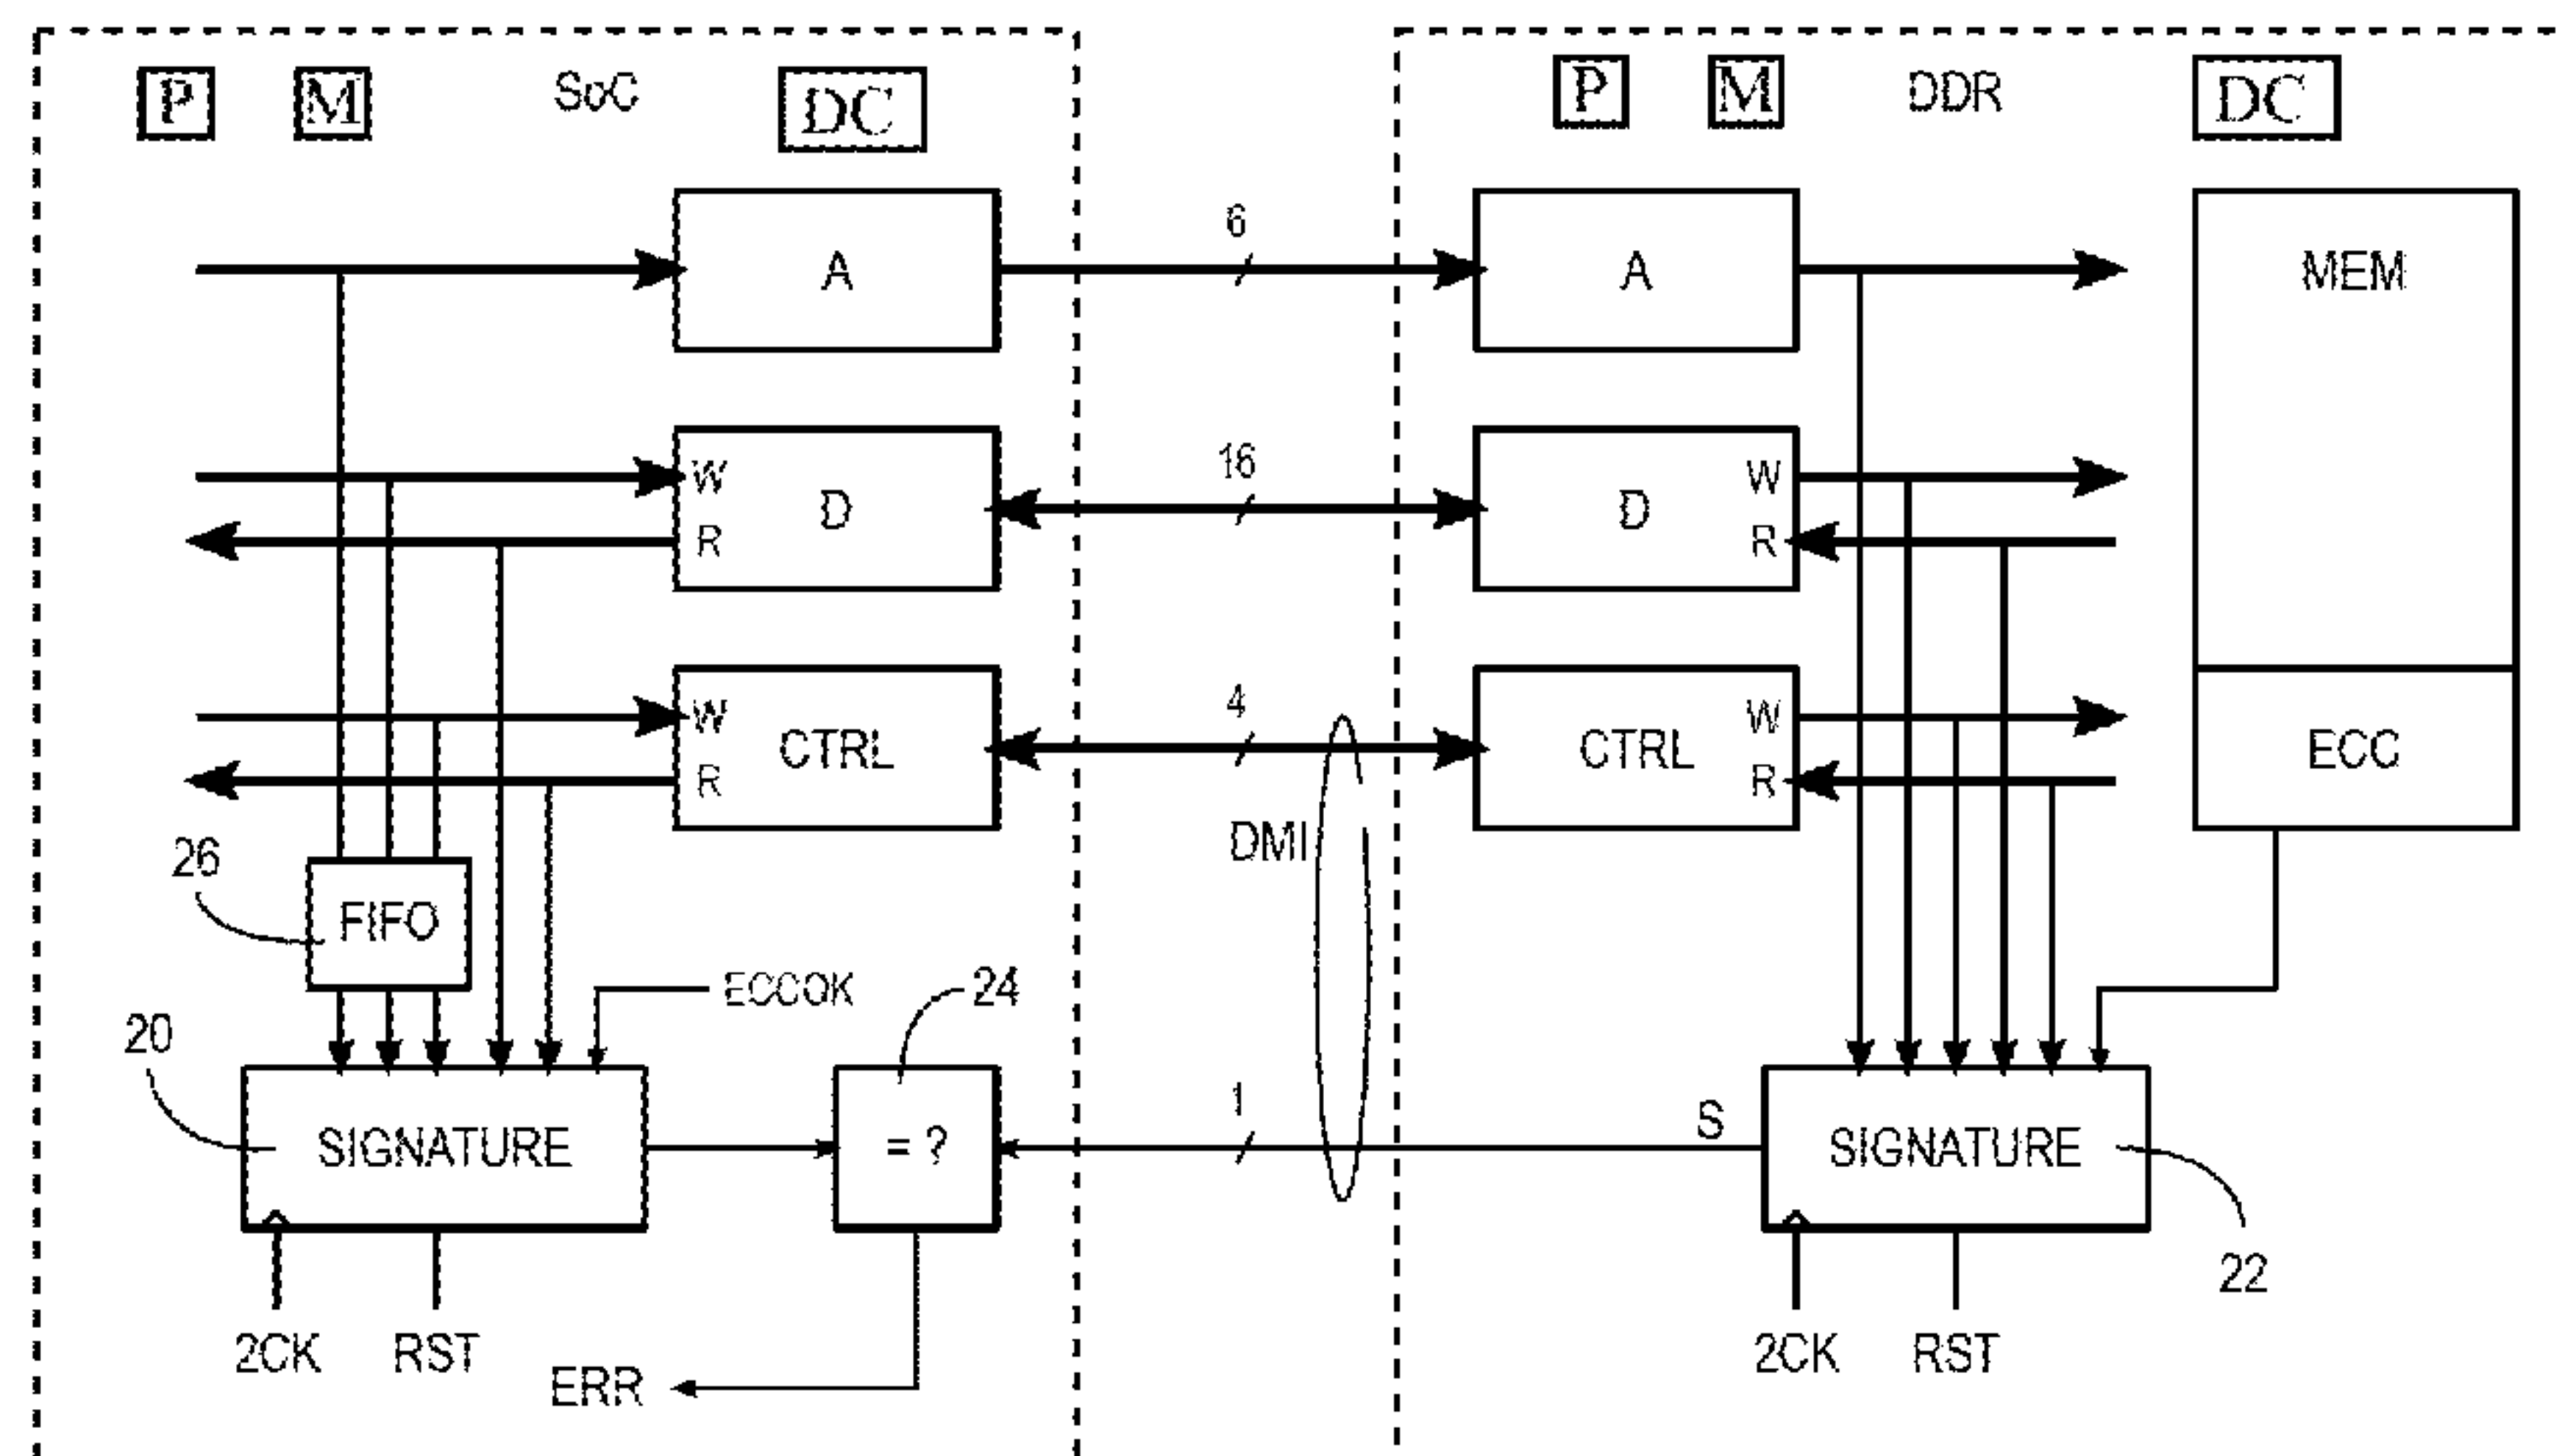 P M SoC DC
P M DDR DC
6
A
A
MEM
16
W
D
R
W
D
R
4
W
CTRL
R
W
CTRL
R
ECC
DMI
26
FIFO
ECCOK
24
20
SIGNATURE
= ?
1
S
SIGNATURE
22
2CK
RST
ERR
2CK
RST